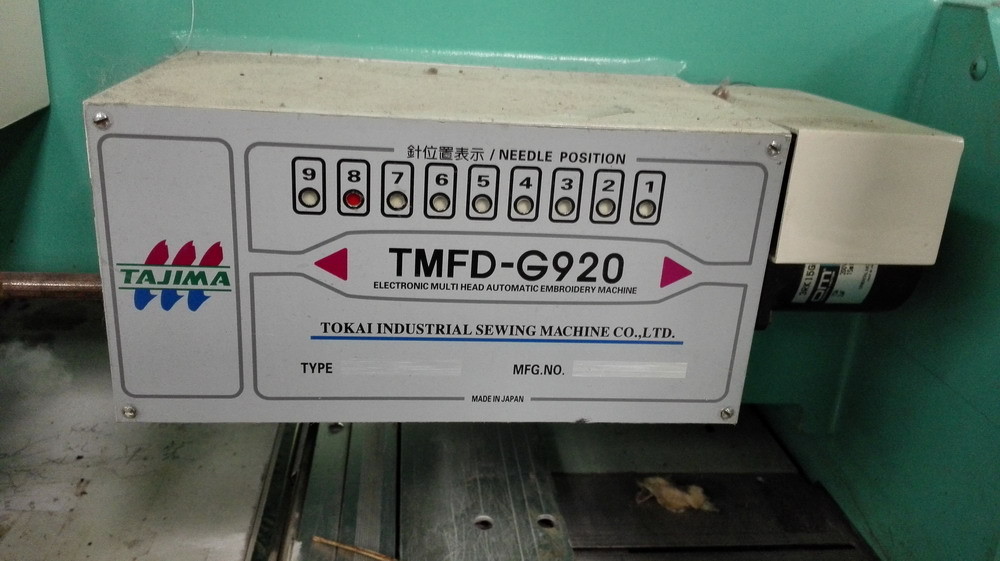 針位置表示 / NEEDLE POSITION
9 8 7 6 5 4 3 2 1
TAJIMA
TMFD-G920
ELECTRONIC MULTI HEAD AUTOMATIC EMBROIDERY MACHINE
TOKAI INDUSTRIAL SEWING MACHINE CO.,LTD.
TYPE
MFG.NO.
MADE IN JAPAN